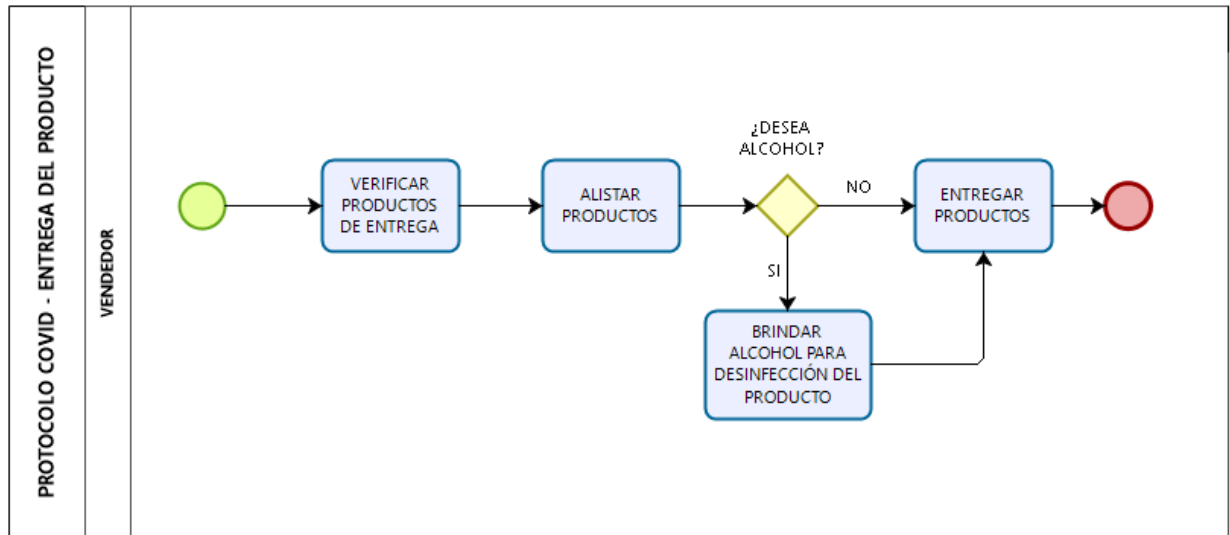 PROTOCOLO COVID - ENTREGA DEL PRODUCTO
VENDEDOR
VERIFICAR
PRODUCTOS
DE ENTREGA
ALISTAR
PRODUCTOS
¿DESEA
ALCOHOL?
NO
ENTREGAR
PRODUCTOS
SI
BRINDAR
ALCOHOL PARA
DESINFECCIÓN DEL
PRODUCTO